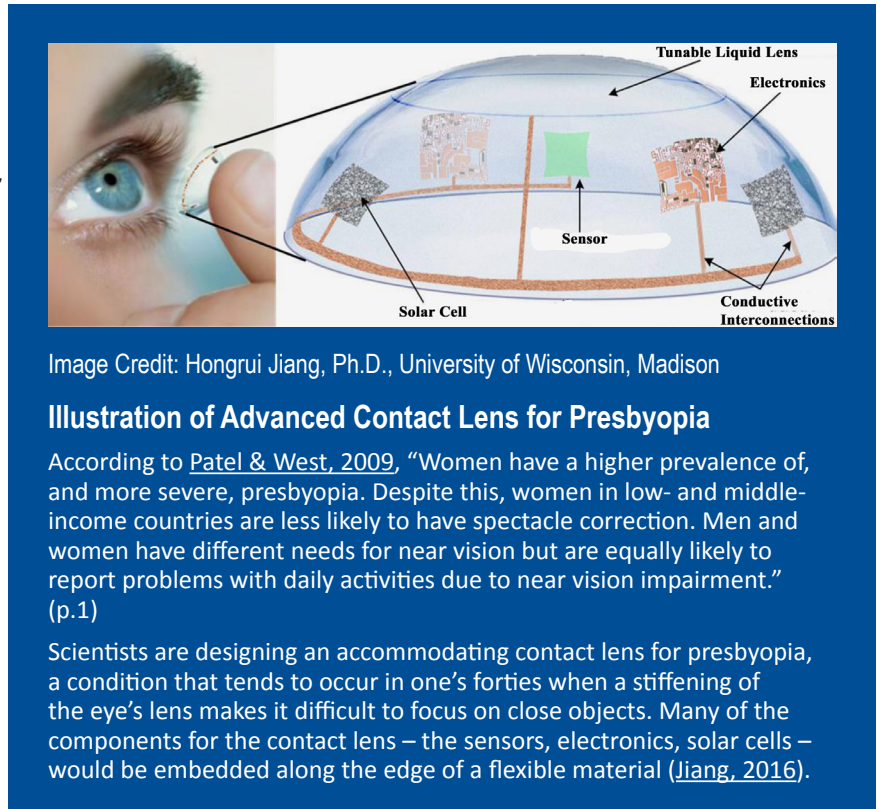 Tunable Liquid Lens
Electronics
Sensor
Solar Cell
Conductive
Interconnections
Image Credit: Hongrui Jiang, Ph.D., University of Wisconsin, Madison
Illustration of Advanced Contact Lens for Presbyopia
According to Patel & West, 2009, “Women have a higher prevalence of,
and more severe, presbyopia. Despite this, women in low- and middle-
income countries are less likely to have spectacle correction. Men and
women have different needs for near vision but are equally likely to
report problems with daily activities due to near vision impairment.”
(p.1)
Scientists are designing an accommodating contact lens for presbyopia,
a condition that tends to occur in one’s forties when a stiffening of
the eye’s lens makes it difficult to focus on close objects. Many of the
components for the contact lens – the sensors, electronics, solar cells –
would be embedded along the edge of a flexible material (Jiang, 2016).